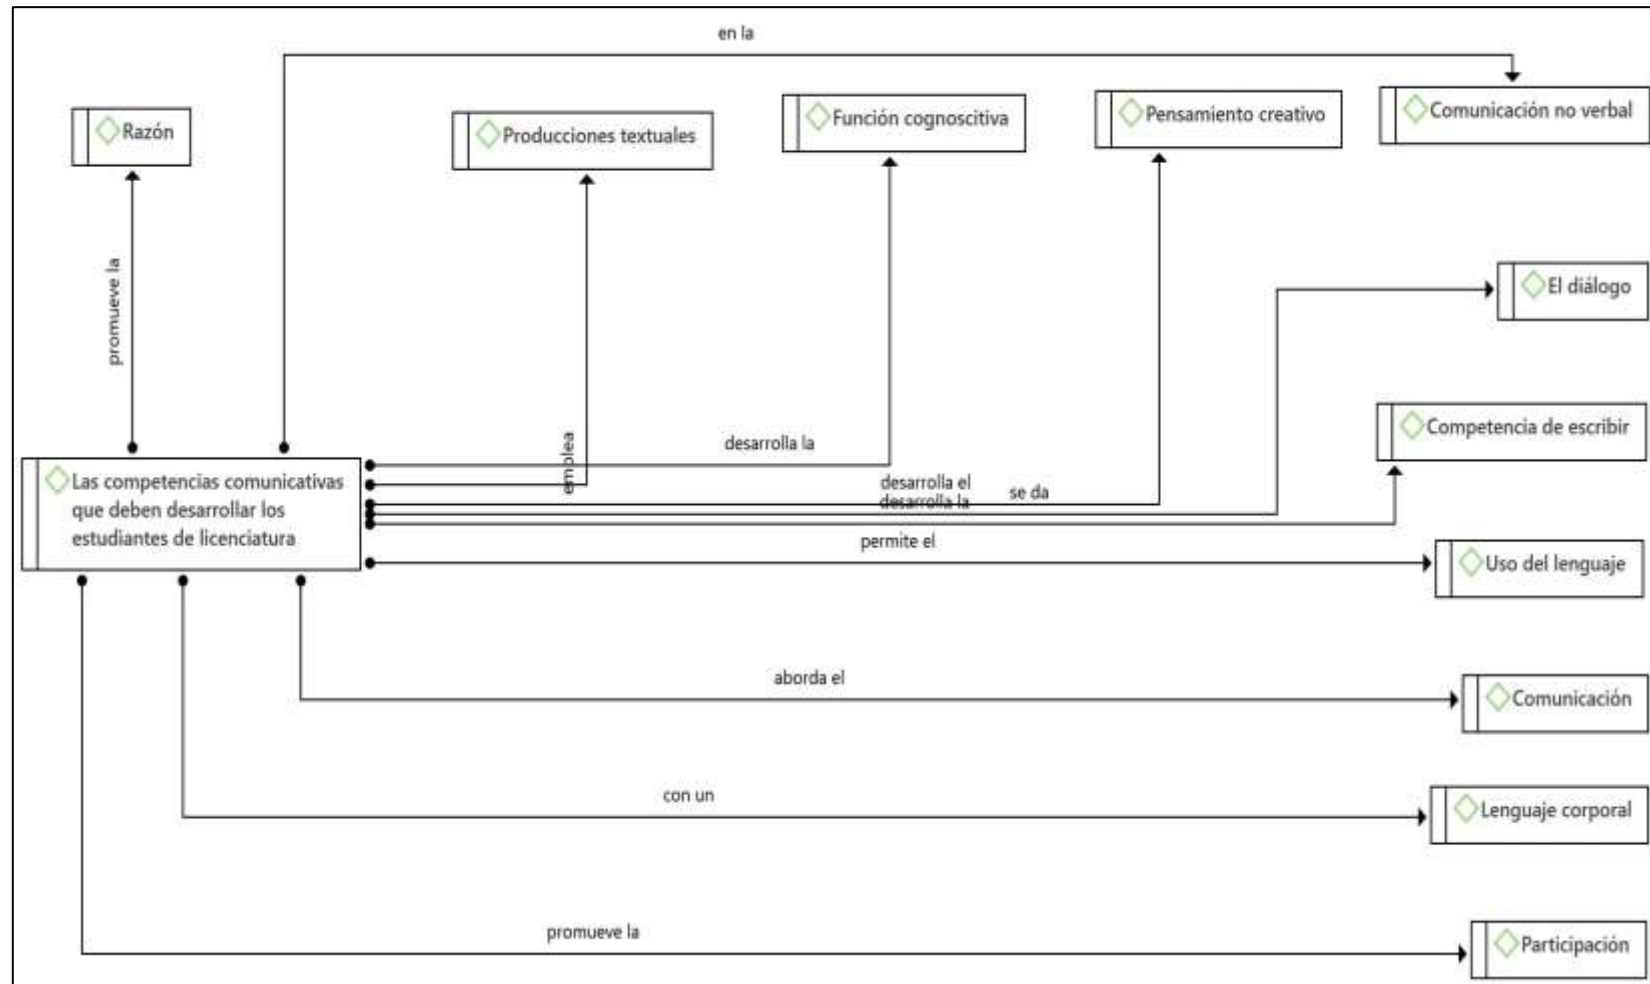 en la
Razón
Producciones textuales
Función cognoscitiva
Pensamiento creativo
Comunicación no verbal
promueve la
El diálogo
Competencia de escribir
emplea
desarrolla la
Las competencias comunicativas
que deben desarrollar los
estudiantes de licenciatura
desarrolla el
se da
desarrolla la
permite el
Uso del lenguaje
aborda el
Comunicación
con un
Lenguaje corporal
promueve la
Participación